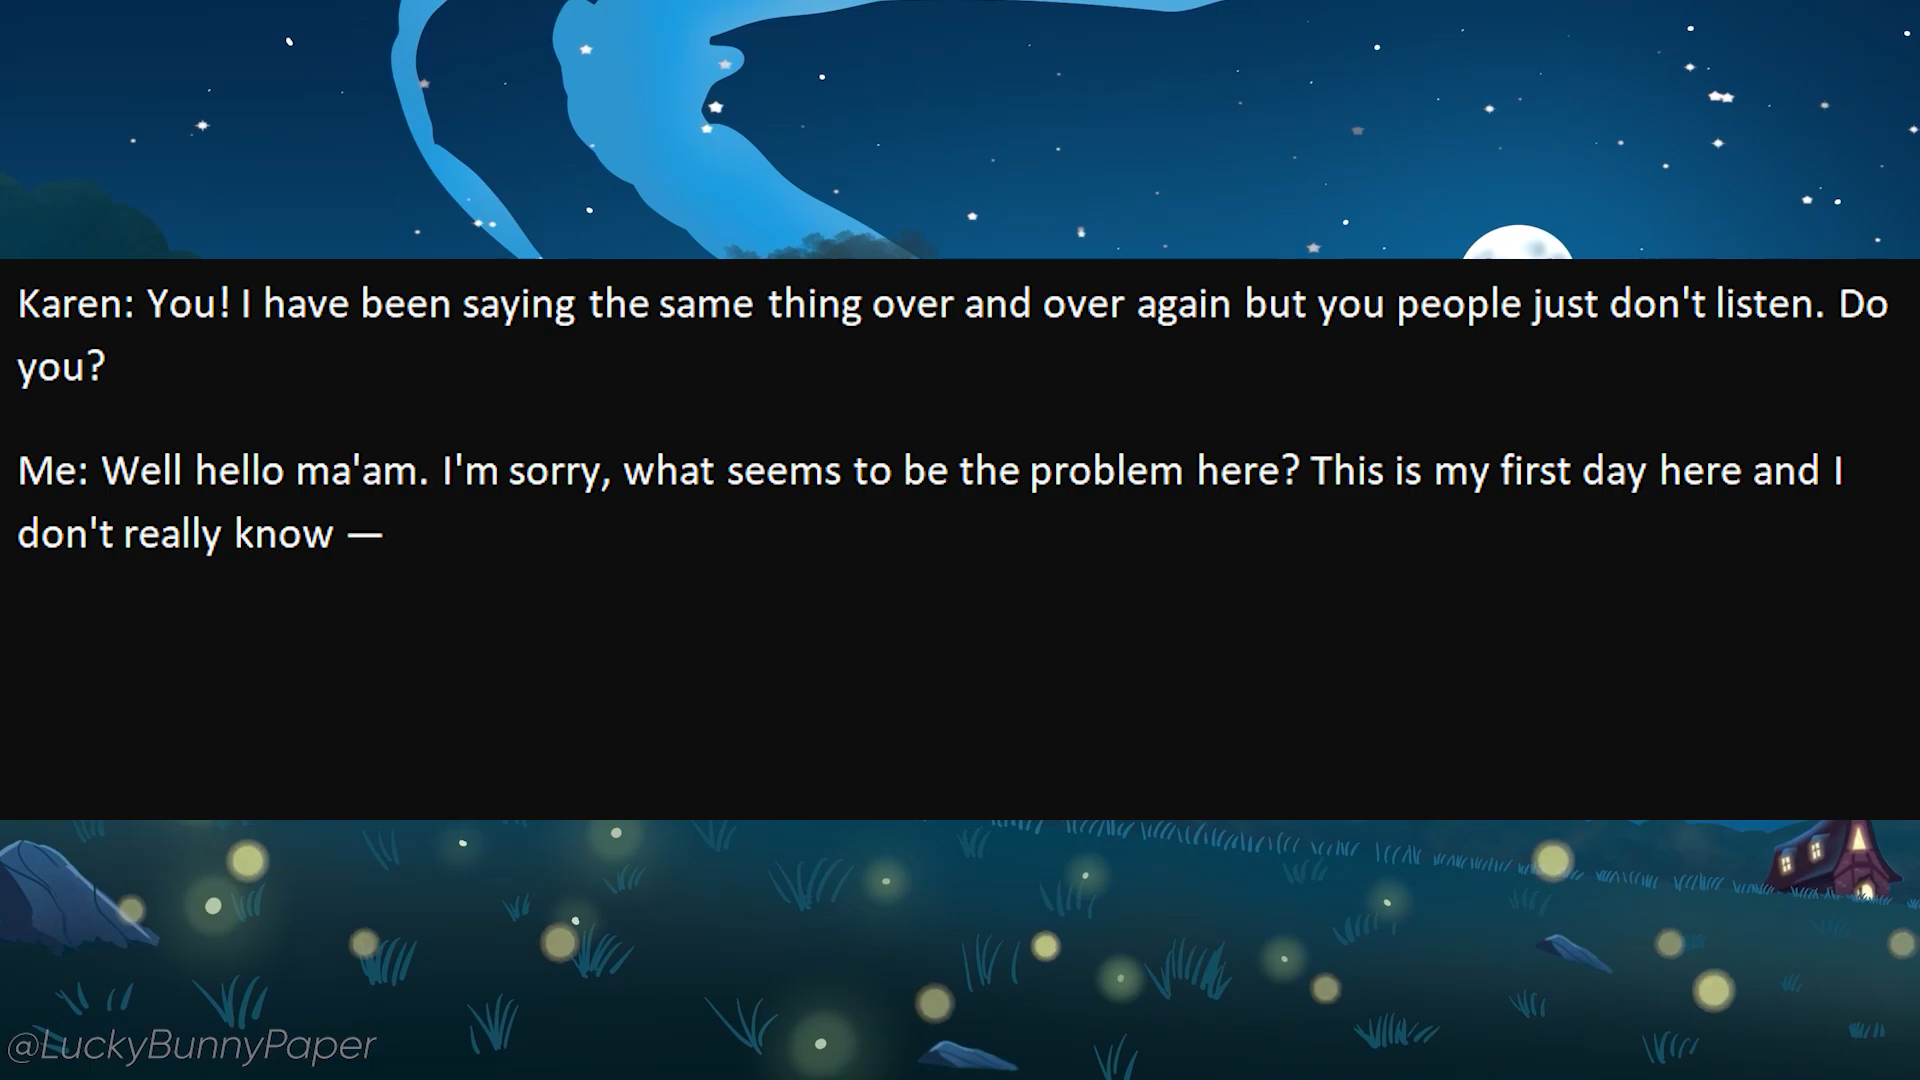 Karen: You! I have been saying the same thing over and over again but you people just don't listen. Do
you?
Me: Well hello ma'am. I'm sorry, what seems to be the problem here? This is my first day here and I
don't really know —
@LuckyBunnyPaper